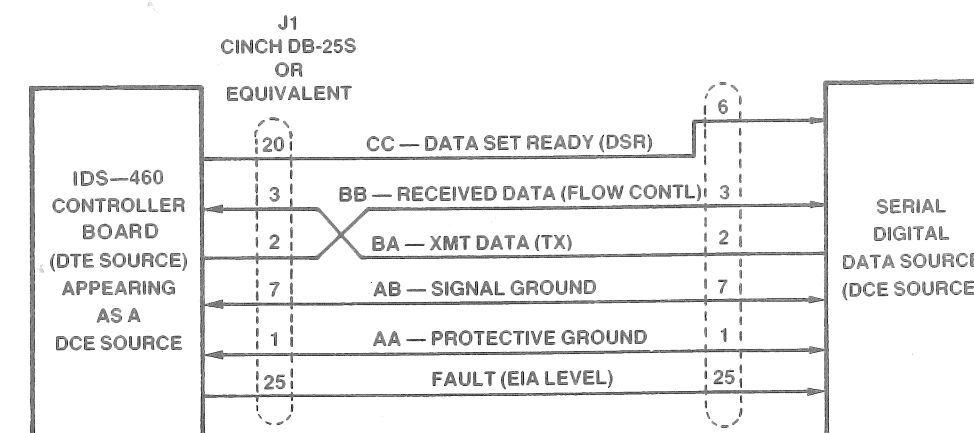 J1
CINCH DB-25S
OR
EQUIVALENT
6
20 CC — DATA SET READY (DSR)
3 BB — RECEIVED DATA (FLOW CONTL) 3
2 BA — XMT DATA (TX) 2
7 AB — SIGNAL GROUND 7
1 AA — PROTECTIVE GROUND 1
25 FAULT (EIA LEVEL) 25
IDS—460
CONTROLLER
BOARD
(DTE SOURCE)
APPEARING
AS A
DCE SOURCE
SERIAL
DIGITAL
DATA SOURCE
(DCE SOURCE